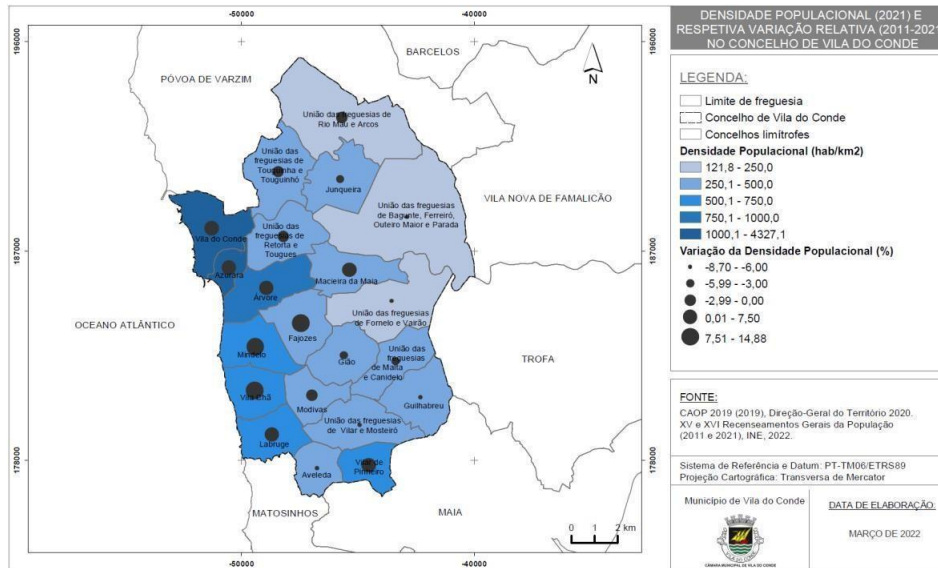 -50000
-40000
DENSIDADE POPULACIONAL (2021) E
RESPETIVA VARIAÇÃO RELATIVA (2011-2021
NO CONCELHO DE VILA DO CONDE
196000
196000
BARCELOS
PÓVOA DE VARZIM
N
LEGENDA:
Limite de freguesia
Concelho de Vila do Conde
Concelhos limítrofes
Densidade Populacional (hab/km2)
121,8 - 250,0
250,1 - 500,0
500,1 - 750,0
750,1 - 1000,0
1000,1 - 4327,1
Variação da Densidade Populacional (%)
-8,70 - -6,00
-5,99 - -3,00
-2,99 - 0,00
0,01 - 7,50
7,51 - 14,88
União das freguesias de
Rio Mau e Arcos
União das
freguesias de
Touguinha e
Touguinhó
Junqueira
VILA NOVA DE FAMALICÃO
União das freguesias
de Bagunte, Ferreiró,
Outeiro Maior e Parada
Vila do Conde
União das
freguesias de
Retorta e
Tougues
187000
187000
Azurara
Macieira da Maia
Árvore
União das freguesias
de Fornelo e Vairão
OCEANO ATLÂNTICO
Fajozes
Mindelo
Gião
União das
freguesias
de Malta
e Canidelo
TROFA
Vila Chã
Modivas
Guilhabreu
União das freguesias
de Vilar e Mosteiró
Labruge
Vilar de
Pinheiro
Aveleda
178000
178000
MATOSINHOS
MAIA
0 1 2 km
-50000
-40000
FONTE:
CAOP 2019 (2019), Direção-Geral do Território 2020.
XV e XVI Recenseamentos Gerais da População
(2011 e 2021), INE, 2022.
Sistema de Referência e Datum: PT-TM06/ETRS89
Projeção Cartográfica: Transversa de Mercator
Município de Vila do Conde
VILA DO CONDE
CÂMARA MUNICIPAL DE VILA DO CONDE
DATA DE ELABORAÇÃO:
MARÇO DE 2022